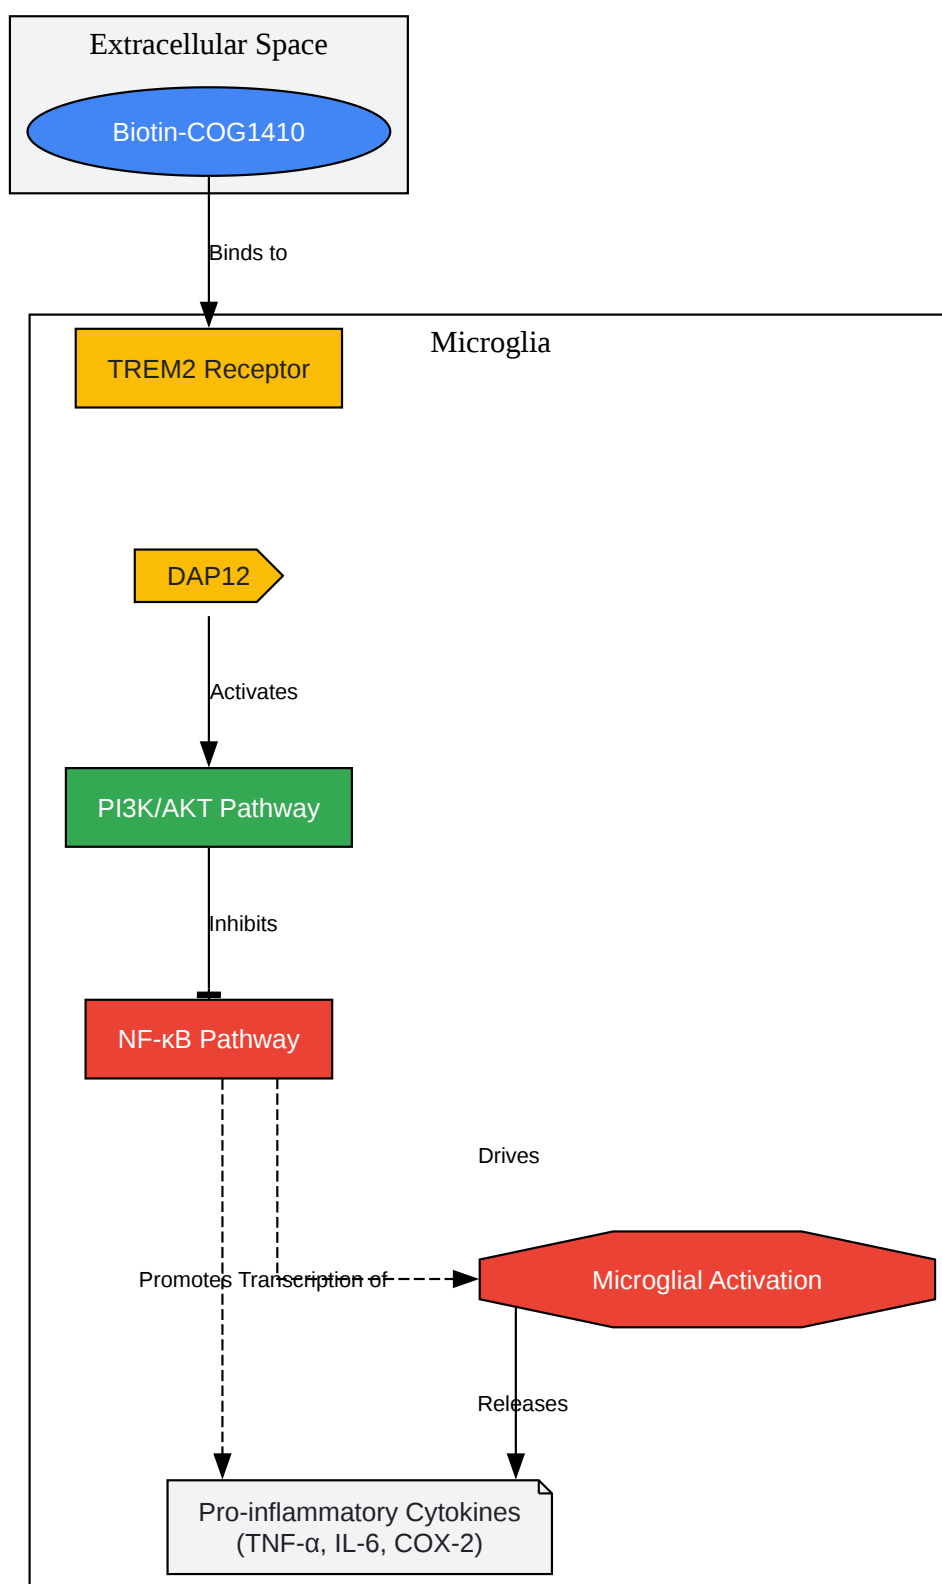 Extracellular Space
Biotin-COG1410
Binds to
Microglia
TREM2 Receptor
DAP12
Activates
PI3K/AKT Pathway
Inhibits
NF-κB Pathway
Drives
Promotes Transcription of
Microglial Activation
Releases
Pro-inflammatory Cytokines
(TNF-α, IL-6, COX-2)